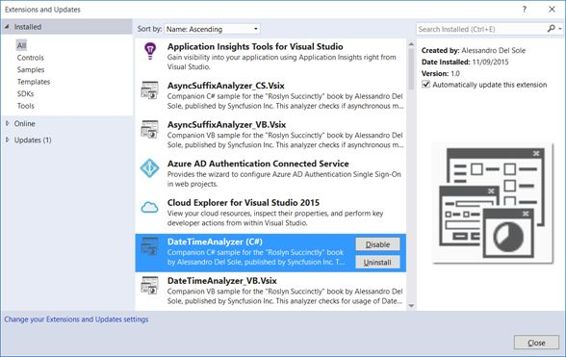 Extensions and Updates
Installed
All
Controls
Samples
Templates
SDKs
Tools
Online
Updates (1)
Sort by: Name: Ascending
Application Insights Tools for Visual Studio
Gain visibility into your application using Application Insights right from
Visual Studio.
AsyncSuffixAnalyzer_CS.Vsix
Companion C# sample for the "Roslyn Succinctly" book by Alessandro Del
Sole, published by Syncfusion Inc. This analyzer checks if asynchronous m...
AsyncSuffixAnalyzer_VB.Vsix
Companion VB sample for the "Roslyn Succinctly" book by Alessandro Del
Sole, published by Syncfusion Inc. This analyzer checks if asynchronous m...
Azure AD Authentication Connected Service
Provides the wizard to configure Azure AD Authentication Single Sign-On
in web projects.
Cloud Explorer for Visual Studio 2015
View your cloud resources, inspect their properties, and perform key
developer actions from within Visual Studio.
DateTimeAnalyzer (C#)
Companion C# sample for the "Roslyn Succinctly" book
by Alessandro Del Sole, published by Syncfusion Inc. T...
Disable
Uninstall
DateTimeAnalyzer_VB.Vsix
Companion VB sample for the "Roslyn Succinctly" book by Alessandro Del
Sole, published by Syncfusion Inc. This analyzer checks for usage of Date...
Search Installed (Ctrl+E)
Created by: Alessandro Del Sole
Date Installed: 11/09/2015
Version: 1.0
Automatically update this extension
Change your Extensions and Updates settings
Close